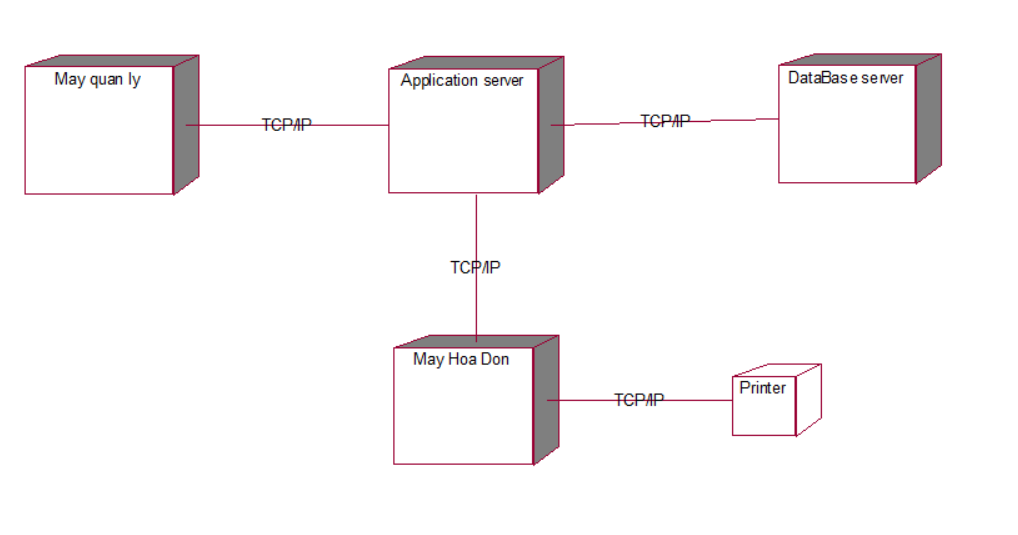 May quan ly
Application server
DataBase server
TCP/IP
TCP/IP
TCP/IP
May Hoa Don
Printer
TCP/IP